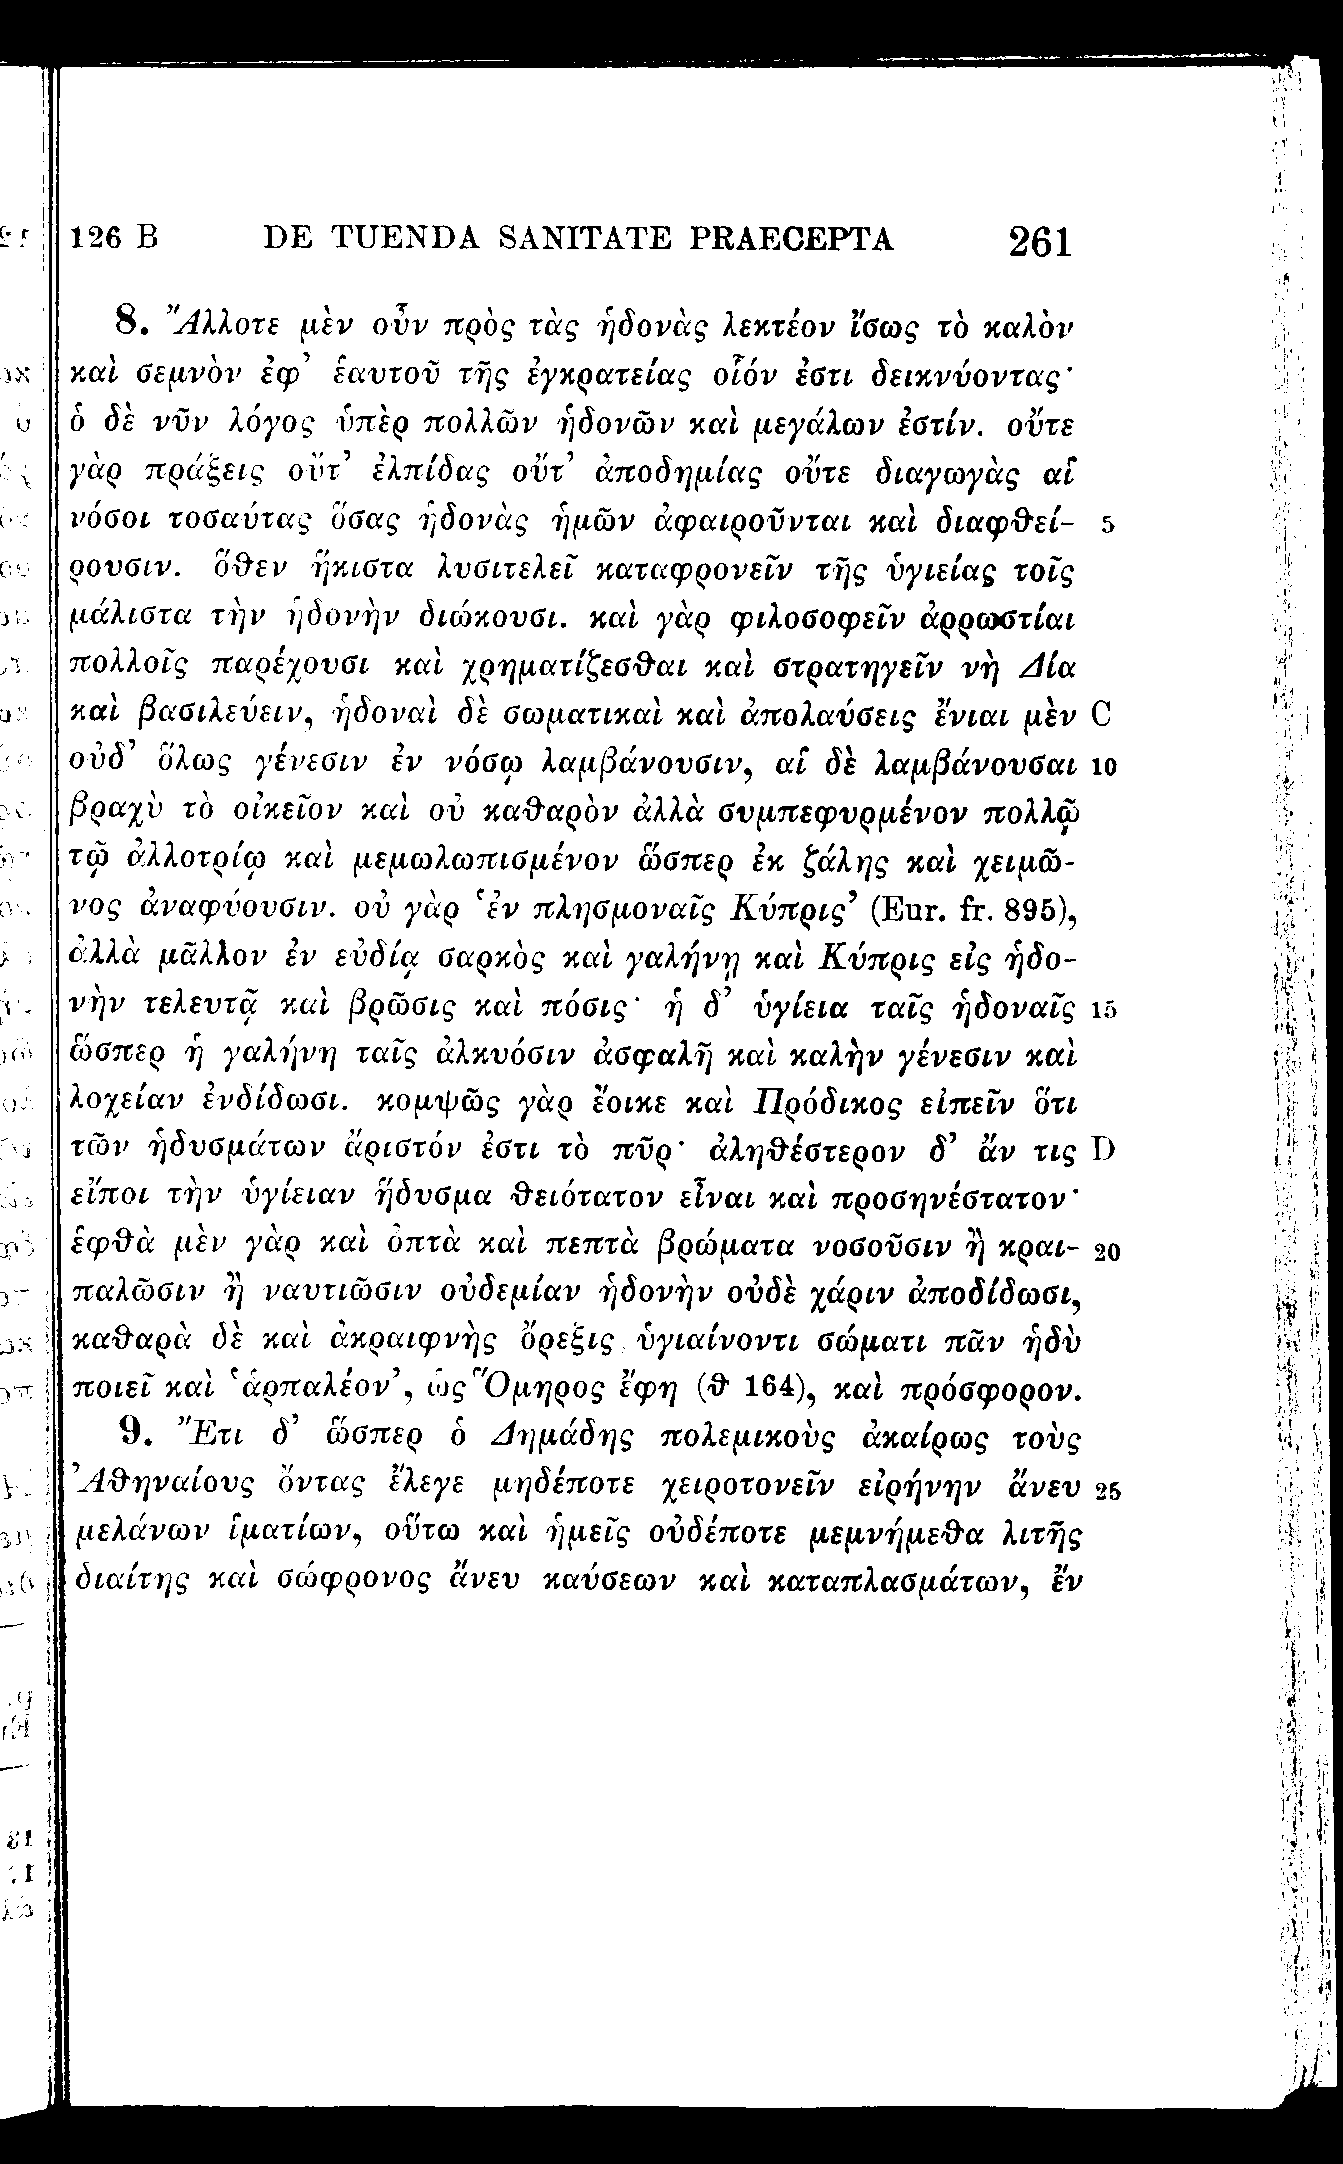 126 B DE TUENDA SANITATE PRAECEPTA 261
8. Ἄλλοτε μὲν οὖν πρὸς τὰς ἡδονὰς λεκτέον ἴσως τὸ καλὸν
καὶ σεμνὸν ἐφ’ ἑαυτοῦ τῆς ἐγκρατείας οἷόν ἐστι δεικνύοντας·
ὁ δὲ νῦν λόγος ὑπὲρ πολλῶν ἡδονῶν καὶ μεγάλων ἐστίν. οὔτε
γὰρ πράξεις οὔτ’ ἐλπίδας οὔτ’ ἀποδημίας οὔτε διαγωγὰς αἱ
νόσοι τοσαύτας ὅσας ἡδονὰς ἡμῶν ἀφαιροῦνται καὶ διαφθεί- 5
ρουσιν. ὅθεν ἥκιστα λυσιτελεῖ καταφρονεῖν τῆς ὑγιείας τοῖς
μάλιστα τὴν ἡδονὴν διώκουσι. καὶ γὰρ φιλοσοφεῖν ἀρρωστίαι
πολλοῖς παρέχουσι καὶ χρηματίζεσθαι καὶ στρατηγεῖν νὴ Δία
καὶ βασιλεύειν, ἡδοναὶ δὲ σωματικαὶ καὶ ἀπολαύσεις ἔνιαι μὲν C
οὐδ’ ὅλως γένεσιν ἐν νόσῳ λαμβάνουσιν, αἱ δὲ λαμβάνουσαι 10
βραχὺ τὸ οἰκεῖον καὶ οὐ καθαρὸν ἀλλὰ συμπεφυρμένον πολλῷ
τῷ ἀλλοτρίῳ καὶ μεμωλωπισμένον ὥσπερ ἐκ ζάλης καὶ χειμῶ-
νος ἀναφύουσιν. οὐ γὰρ ‘ἐν πλησμοναῖς Κύπρις’ (Eur. fr. 895),
ἀλλὰ μᾶλλον ἐν εὐδίᾳ σαρκὸς καὶ γαλήνῃ καὶ Κύπρις εἰς ἡδο-
νὴν τελευτᾷ καὶ βρῶσις καὶ πόσις· ἡ δ’ ὑγίεια ταῖς ἡδοναῖς 15
ὥσπερ ἡ γαλήνη ταῖς ἀλκυόσιν ἀσφαλῆ καὶ καλὴν γένεσιν καὶ
λοχείαν ἐνδίδωσι. κομψῶς γὰρ ἔοικε καὶ Πρόδικος εἰπεῖν ὅτι
τῶν ἡδυσμάτων ἄριστόν ἐστι τὸ πῦρ· ἀληθέστερον δ’ ἄν τις D
εἴποι τὴν ὑγίειαν ἥδυσμα θειότατον εἶναι καὶ προσηνέστατον·
ἑφθὰ μὲν γὰρ καὶ ὀπτὰ καὶ πεπτὰ βρώματα νοσοῦσιν ἢ κραι- 20
παλῶσιν ἢ ναυτιῶσιν οὐδεμίαν ἡδονὴν οὐδὲ χάριν ἀποδίδωσι,
καθαρὰ δὲ καὶ ἀκραιφνὴς ὄρεξις ὑγιαίνοντι σώματι πᾶν ἡδὺ
ποιεῖ καὶ ‘ἁρπαλέον’, ὡς Ὅμηρος ἔφη (θ 164), καὶ πρόσφορον.
9. Ἔτι δ’ ὥσπερ ὁ Δημάδης πολεμικοὺς ἀκαίρως τοὺς
Ἀθηναίους ὄντας ἔλεγε μηδέποτε χειροτονεῖν εἰρήνην ἄνευ 25
μελάνων ἱματίων, οὕτω καὶ ἡμεῖς οὐδέποτε μεμνήμεθα λιτῆς
διαίτης καὶ σώφρονος ἄνευ καύσεων καὶ καταπλασμάτων, ἓν